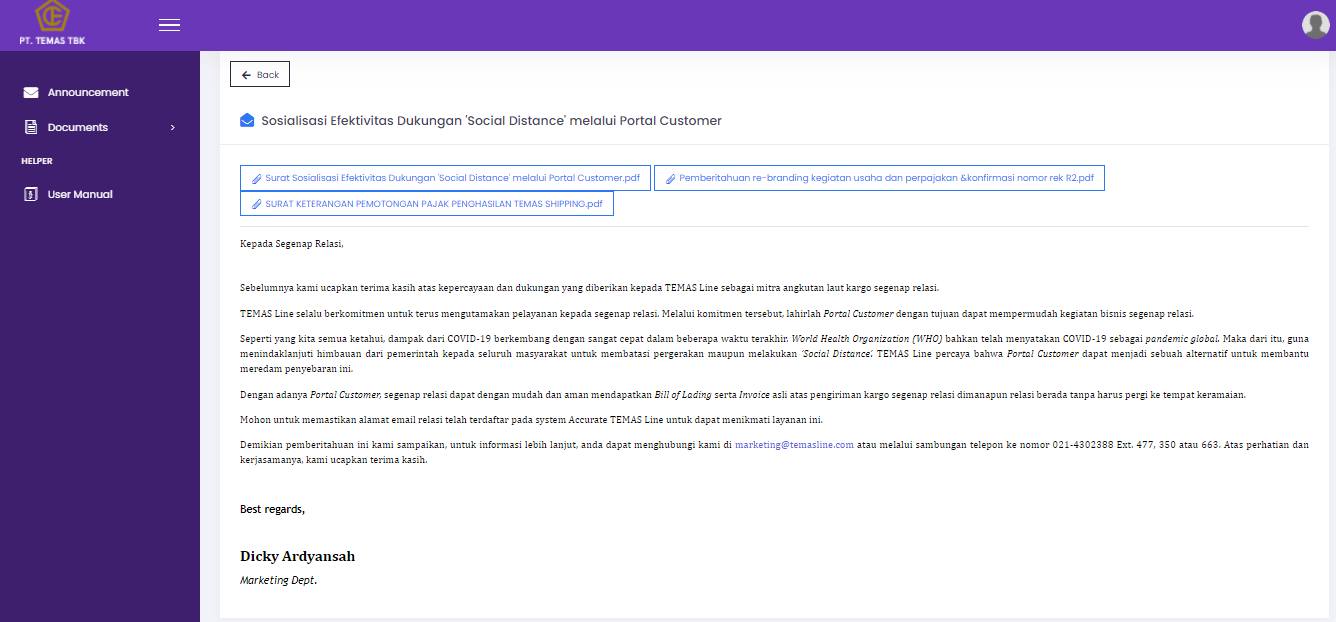 PT. TEMAS TBK
Announcement
Documents
HELPER
User Manual
Back
Sosialisasi Efektivitas Dukungan 'Social Distance' melalui Portal Customer
Surat Sosialisasi Efektivitas Dukungan 'Social Distance' melalui Portal Customer.pdf
Pemberitahuan re-branding kegiatan usaha dan perpajakan &konfirmasi nomor rek R2.pdf
SURAT KETERANGAN PEMOTONGAN PAJAK PENGHASILAN TEMAS SHIPPING.pdf
Kepada Segenap Relasi,
Sebelumnya kami ucapkan terima kasih atas kepercayaan dan dukungan yang diberikan kepada TEMAS Line sebagai mitra angkutan laut kargo segenap relasi.
TEMAS Line selalu berkomitmen untuk terus mengutamakan pelayanan kepada segenap relasi. Melalui komitmen tersebut, lahirlah Portal Customer dengan tujuan dapat mempermudah kegiatan bisnis segenap relasi.
Seperti yang kita semua ketahui, dampak dari COVID-19 berkembang dengan sangat cepat dalam beberapa waktu terakhir. World Health Organization (WHO) bahkan telah menyatakan COVID-19 sebagai pandemic global. Maka dari itu, guna
menindaklanjuti himbauan dari pemerintah kepada seluruh masyarakat untuk membatasi pergerakan maupun melakukan 'Social Distance'. TEMAS Line percaya bahwa Portal Customer dapat menjadi sebuah alternatif untuk membantu
meredam penyebaran ini.
Dengan adanya Portal Customer, segenap relasi dapat dengan mudah dan aman mendapatkan Bill of Lading serta Invoice asli atas pengiriman kargo segenap relasi dimanapun relasi berada tanpa harus pergi ke tempat keramaian.
Mohon untuk memastikan alamat email relasi telah terdaftar pada system Accurate TEMAS Line untuk dapat menikmati layanan ini.
Demikian pemberitahuan ini kami sampaikan, untuk informasi lebih lanjut, anda dapat menghubungi kami di marketing@temasline.com atau melalui sambungan telepon ke nomor 021-4302388 Ext. 477, 350 atau 663. Atas perhatian dan
kerjasamanya, kami ucapkan terima kasih.
Best regards,
Dicky Ardyansah
Marketing Dept.